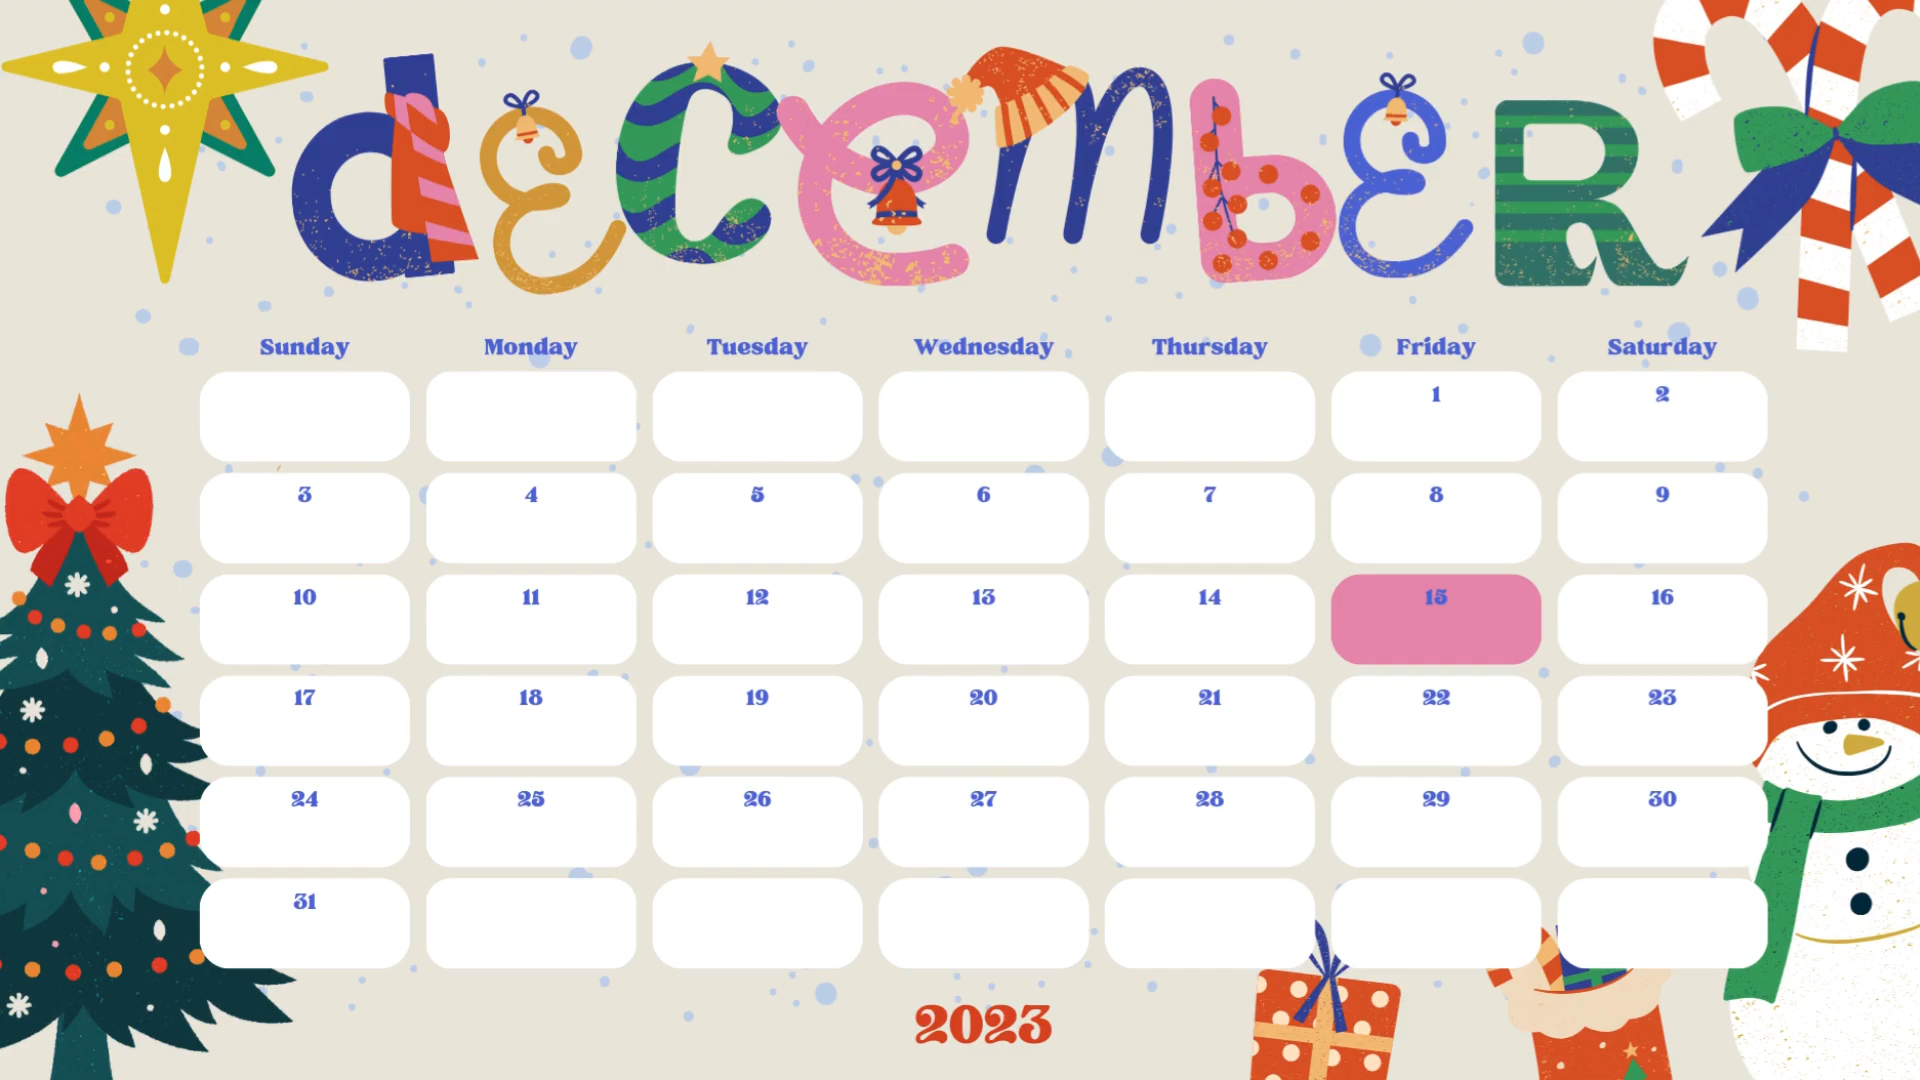 dEcemBER
Sunday Monday Tuesday Wednesday Thursday Friday Saturday
1 2
3 4 5 6 7 8 9
10 11 12 13 14 15 16
17 18 19 20 21 22 23
24 25 26 27 28 29 30
31
2023